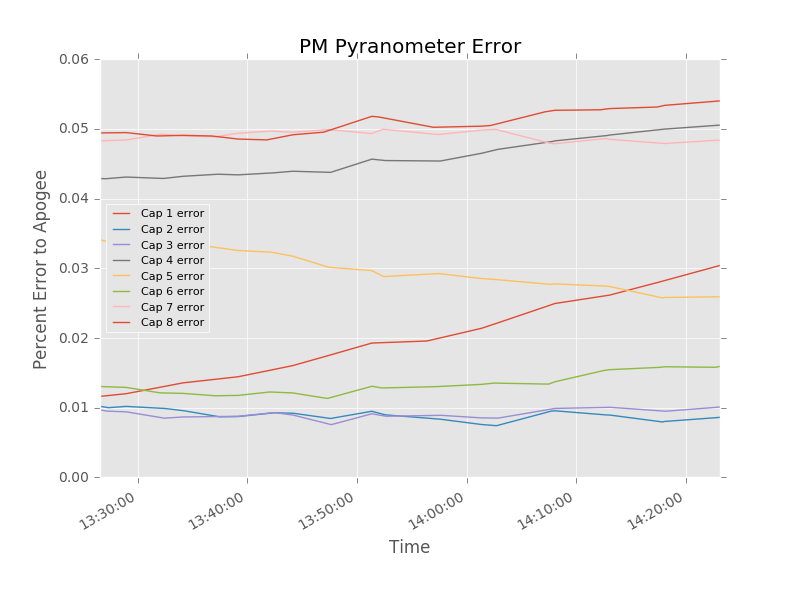 PM Pyranometer Error
0.06
0.05
0.04
0.03
0.02
0.01
0.00
Percent Error to Apogee
Cap 1 error
Cap 2 error
Cap 3 error
Cap 4 error
Cap 5 error
Cap 6 error
Cap 7 error
Cap 8 error
13:30:00
13:40:00
13:50:00
14:00:00
14:10:00
14:20:00
Time